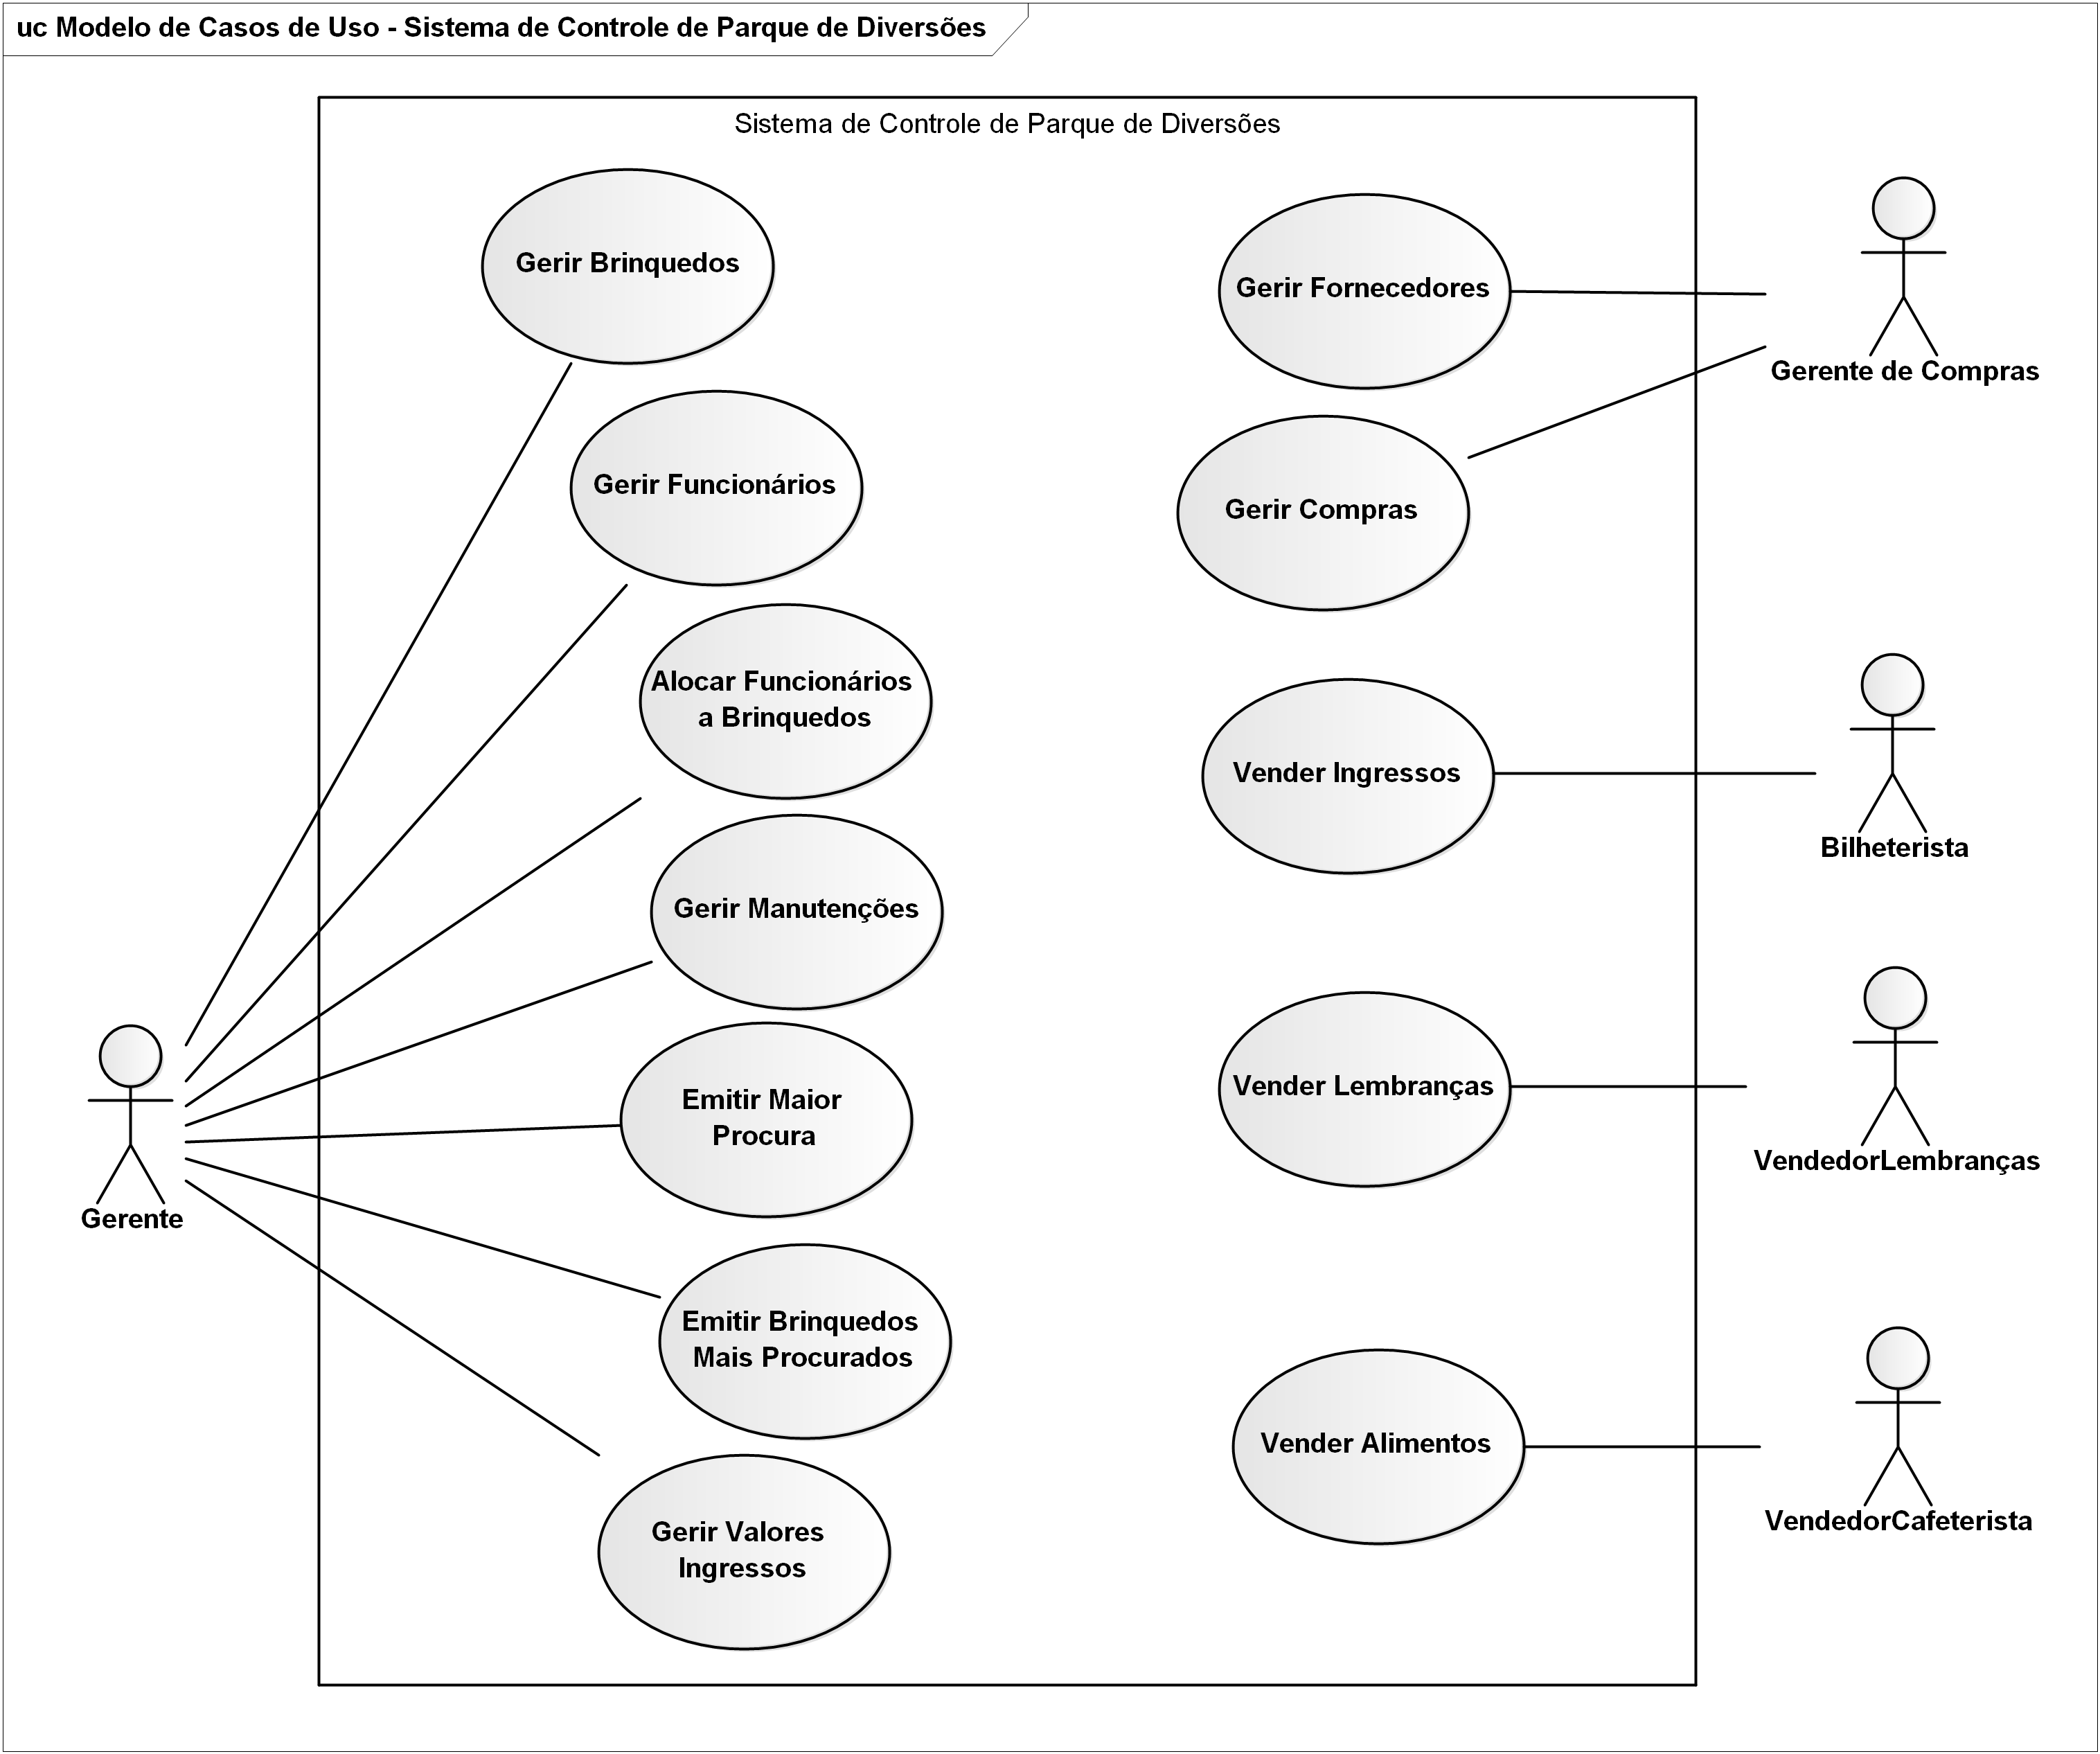 uc Modelo de Casos de Uso - Sistema de Controle de Parque de Diversões
Sistema de Controle de Parque de Diversões
Gerir Brinquedos
Gerir Funcionários
Alocar Funcionários
a Brinquedos
Gerir Manutenções
Emitir Maior
Procura
Emitir Brinquedos
Mais Procurados
Gerir Valores
Ingressos
Gerente
Gerir Fornecedores
Gerir Compras
Vender Ingressos
Vender Lembranças
Vender Alimentos
Gerente de Compras
Bilheterista
VendedorLembranças
VendedorCafeterista